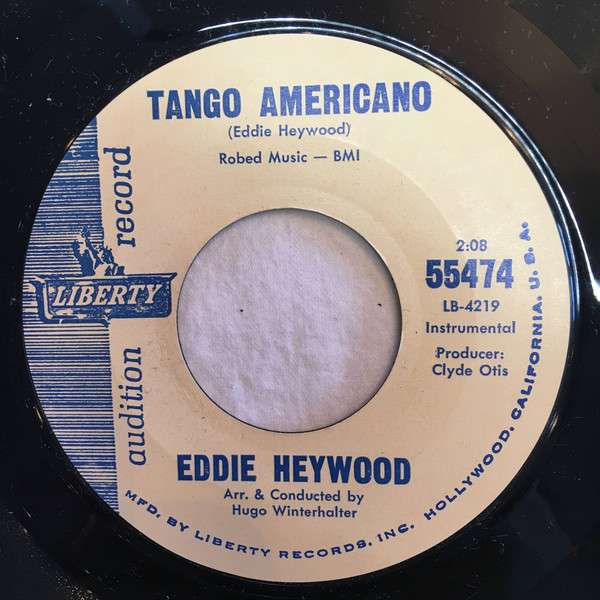 TANGO AMERICANO
(Eddie Heywood)
Robed Music — BMI
audition record
LIBERTY
2:08
55474
LB-4219
Instrumental
Producer:
Clyde Otis
EDDIE HEYWOOD
Arr. & Conducted by
Hugo Winterhalter
MFD. BY LIBERTY RECORDS, INC. HOLLYWOOD, CALIFORNIA, U. S. A.